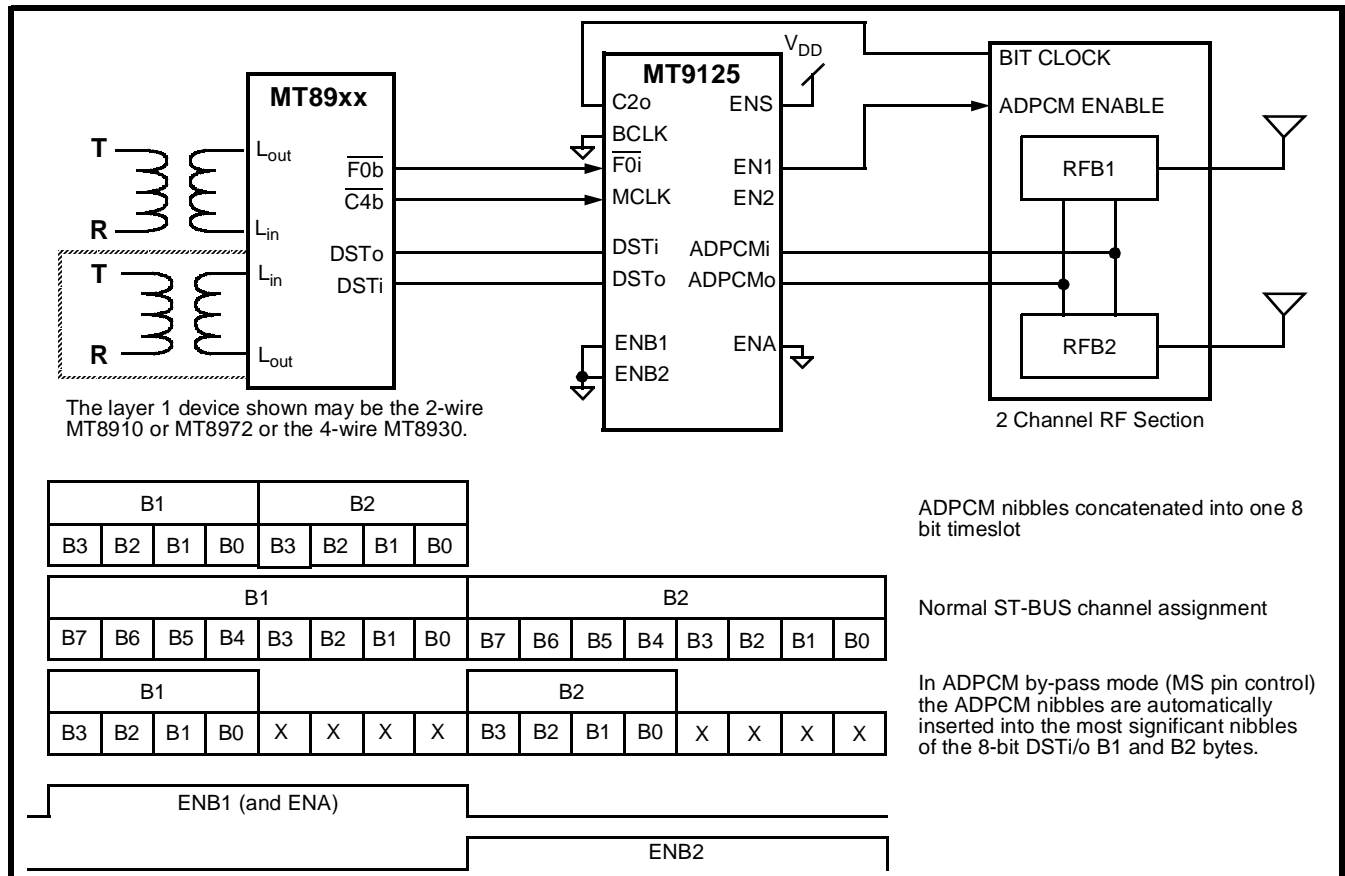 V_DD
MT9125
BIT CLOCK
MT89xx
C2o ENS
ADPCM ENABLE
BCLK
T
L_out
F0b
F0i EN1
RFB1
C4b
MCLK EN2
R
L_in
DSTo
DSTi ADPCMi
T
L_in
DSTi
DSTo ADPCMo
R
L_out
ENB1 ENA
RFB2
ENB2
The layer 1 device shown may be the 2-wire
MT8910 or MT8972 or the 4-wire MT8930.
2 Channel RF Section
B1 B2
B3 B2 B1 B0 B3 B2 B1 B0
ADPCM nibbles concatenated into one 8
bit timeslot
B1 B2
B7 B6 B5 B4 B3 B2 B1 B0 B7 B6 B5 B4 B3 B2 B1 B0
Normal ST-BUS channel assignment
B1 B2
B3 B2 B1 B0 X X X X B3 B2 B1 B0 X X X X
In ADPCM by-pass mode (MS pin control)
the ADPCM nibbles are automatically
inserted into the most significant nibbles
of the 8-bit DSTi/o B1 and B2 bytes.
ENB1 (and ENA)
ENB2